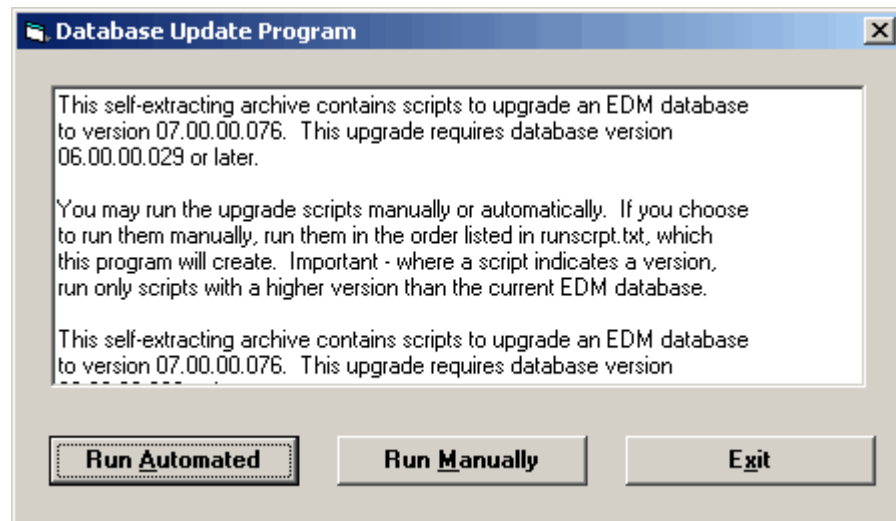 Database Update Program
This self-extracting archive contains scripts to upgrade an EDM database
to version 07.00.00.076.  This upgrade requires database version
06.00.00.029 or later.
You may run the upgrade scripts manually or automatically.  If you choose
to run them manually, run them in the order listed in runscrpt.txt, which
this program will create.  Important - where a script indicates a version,
run only scripts with a higher version than the current EDM database.
This self-extracting archive contains scripts to upgrade an EDM database
to version 07.00.00.076.  This upgrade requires database version
Run Automated
Run Manually
Exit